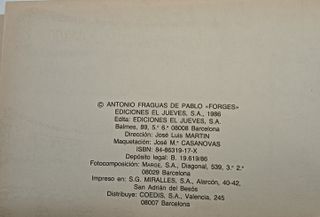 © ANTONIO FRAGUAS DE PABLO «FORGES»
EDICIONES EL JUEVES, S.A., 1986
Edita: EDICIONES EL JUEVES, S.A.
Balmes, 89, 5.° 6.ª 08008 Barcelona
Dirección: José Luis MARTIN
Maquetación: José M.ª CASANOVAS
ISBN: 84-85319-17-X
Depósito legal: B. 19.619/86
Fotocomposición: MARGE, S.A., Diagonal, 539, 3.° 2.ª
08029 Barcelona
Impreso en: S.G. MIRALLES, S.A., Alarcón, 40-42,
San Adrián del Besós
Distribuye: COEDIS, S.A., Valencia, 245
08007 Barcelona